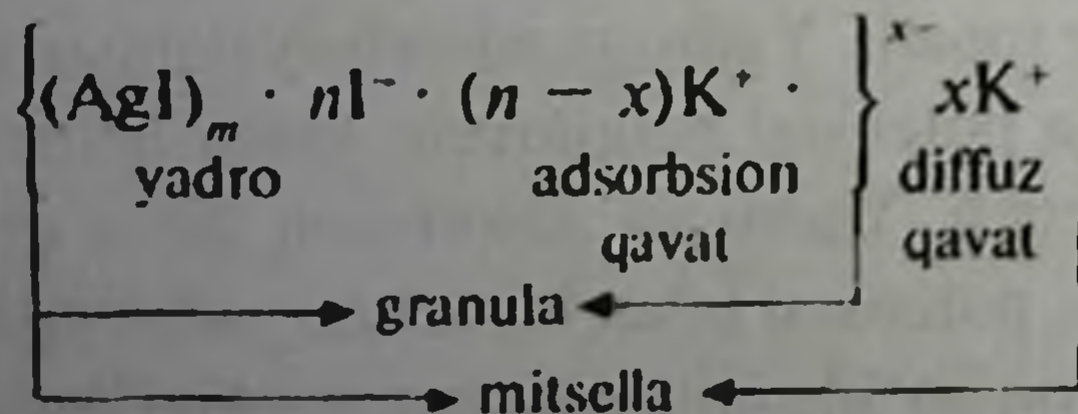 {(AgI)ₘ · nI⁻ · (n − x)K⁺ · }ˣ⁻ xK⁺
yadro adsorbsion diffuz
qavat qavat
granula
mitsella